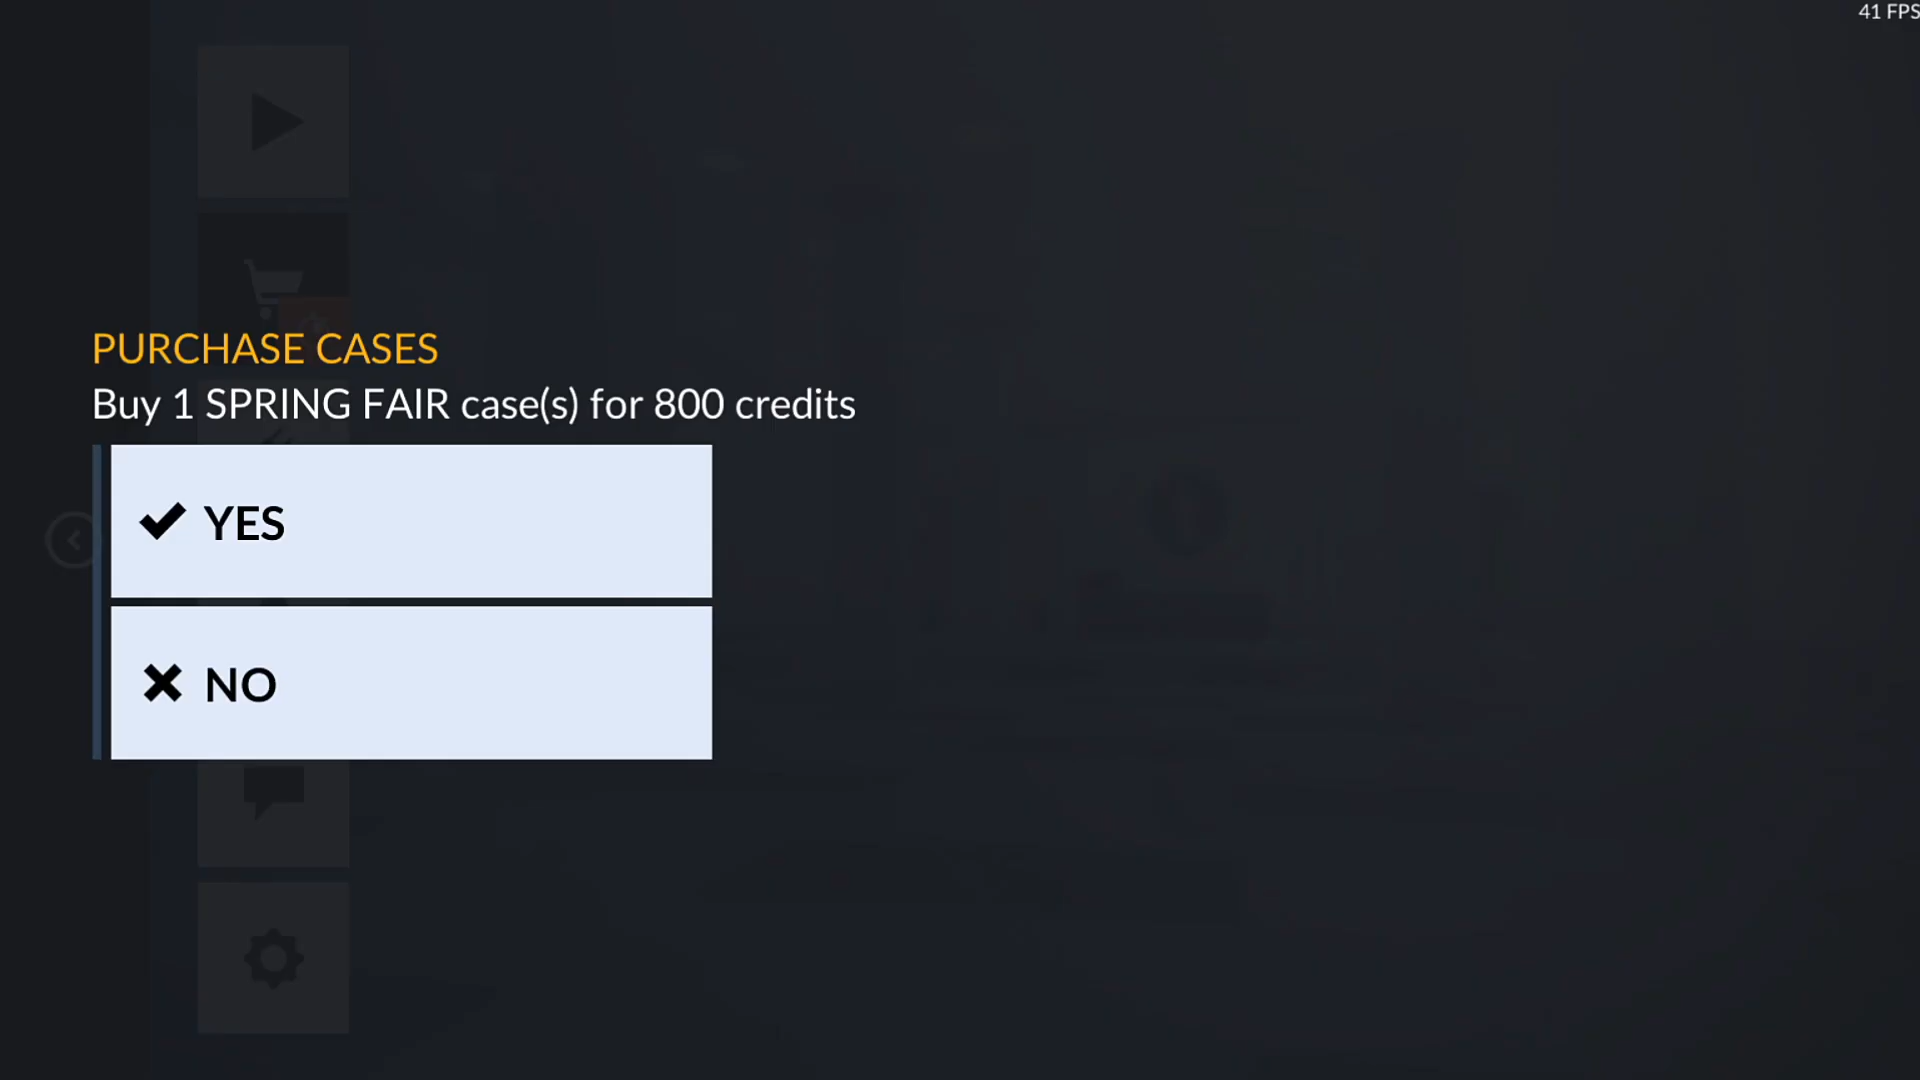 41 FPS
PURCHASE CASES
Buy 1 SPRING FAIR case(s) for 800 credits
YES
NO